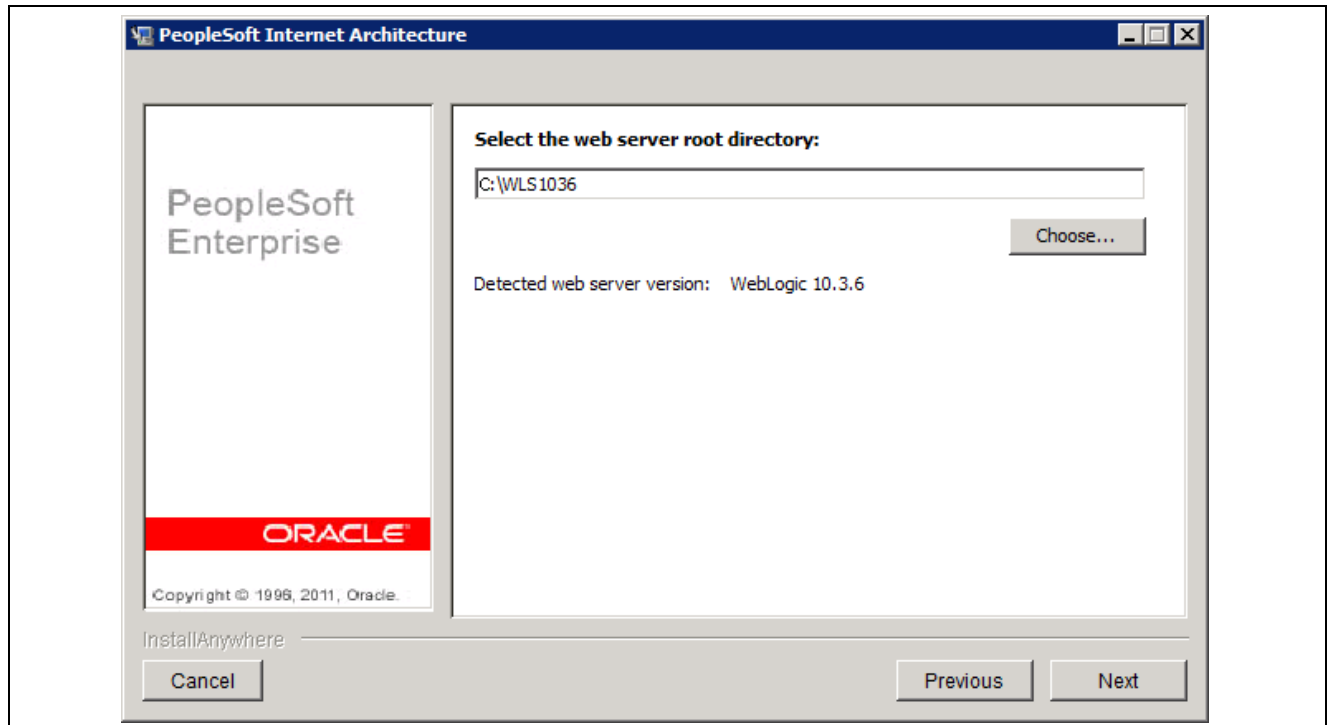 PeopleSoft Internet Architecture
PeopleSoft
Enterprise
ORACLE
Copyright © 1996, 2011, Oracle.
Select the web server root directory:
C:\WLS1036
Choose...
Detected web server version: WebLogic 10.3.6
InstallAnywhere
Cancel
Previous
Next